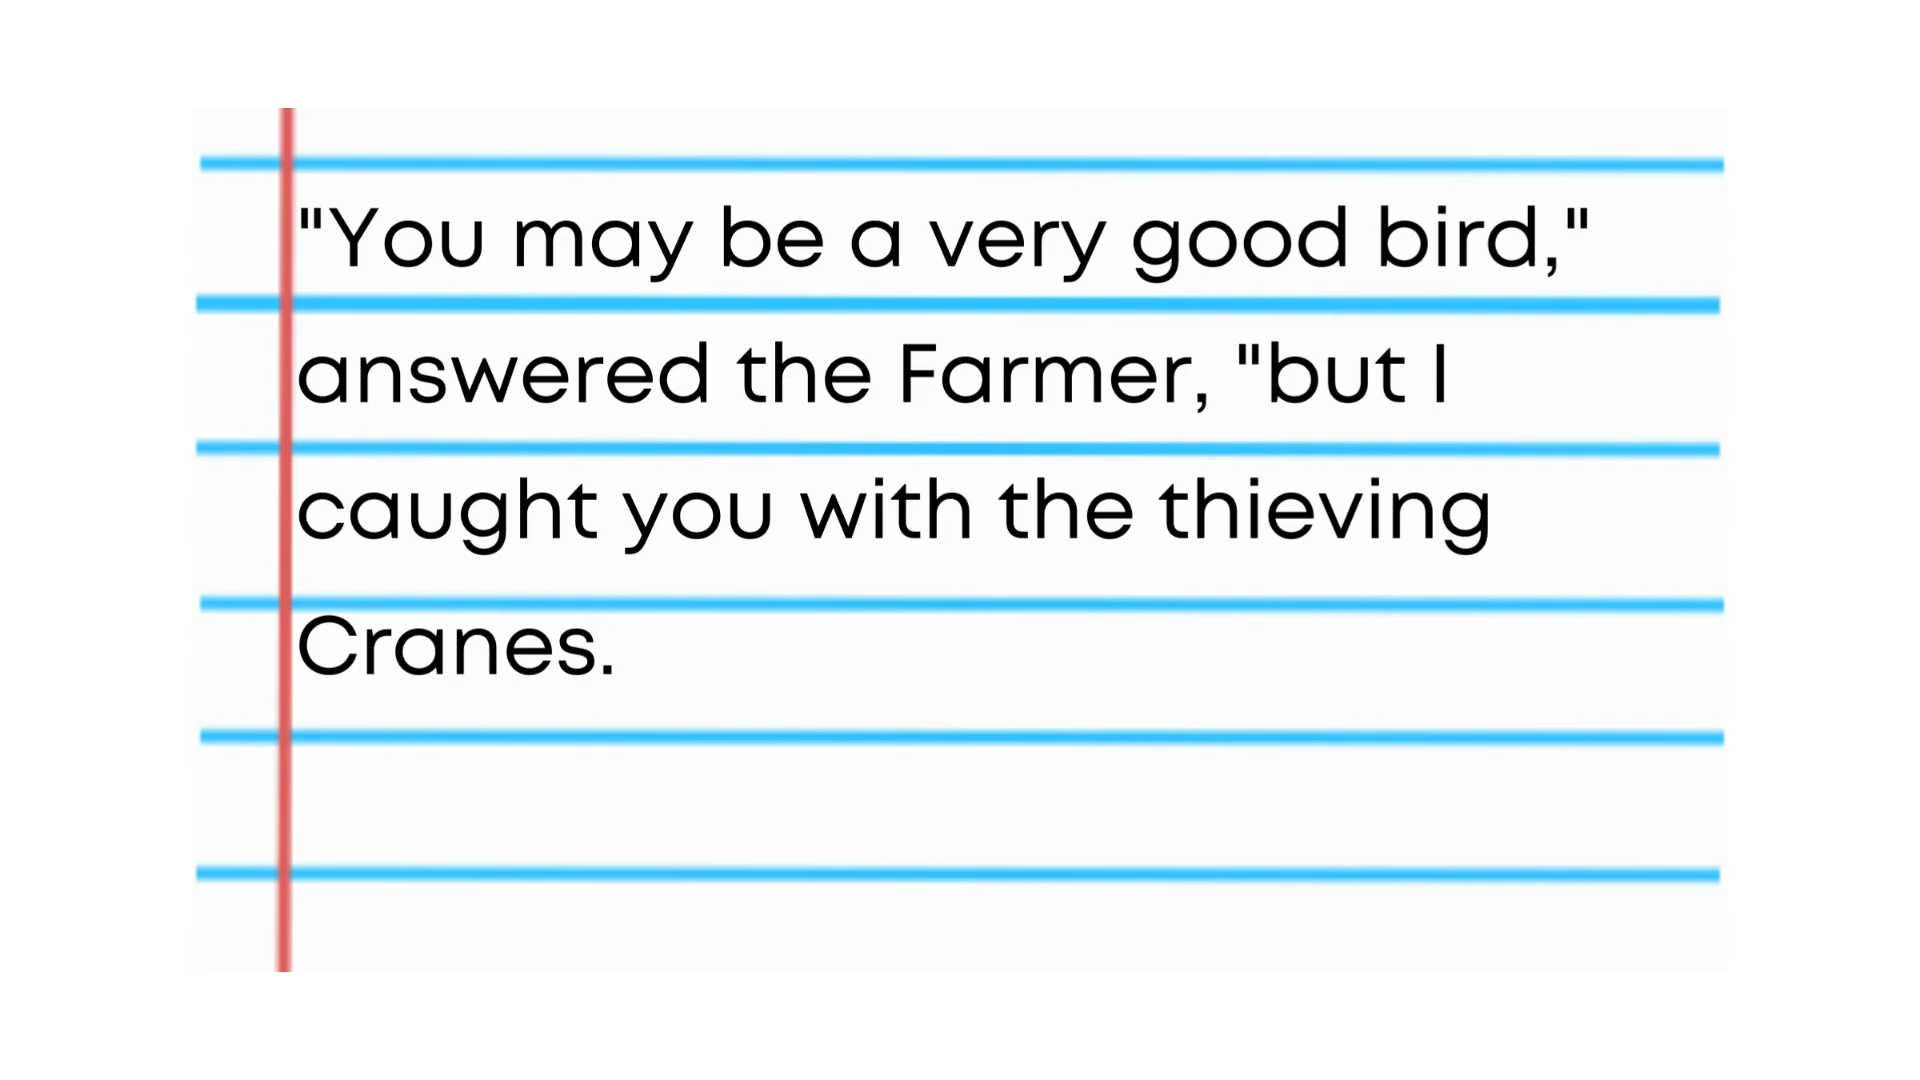 "You may be a very good bird,"
answered the Farmer, "but I
caught you with the thieving
Cranes.